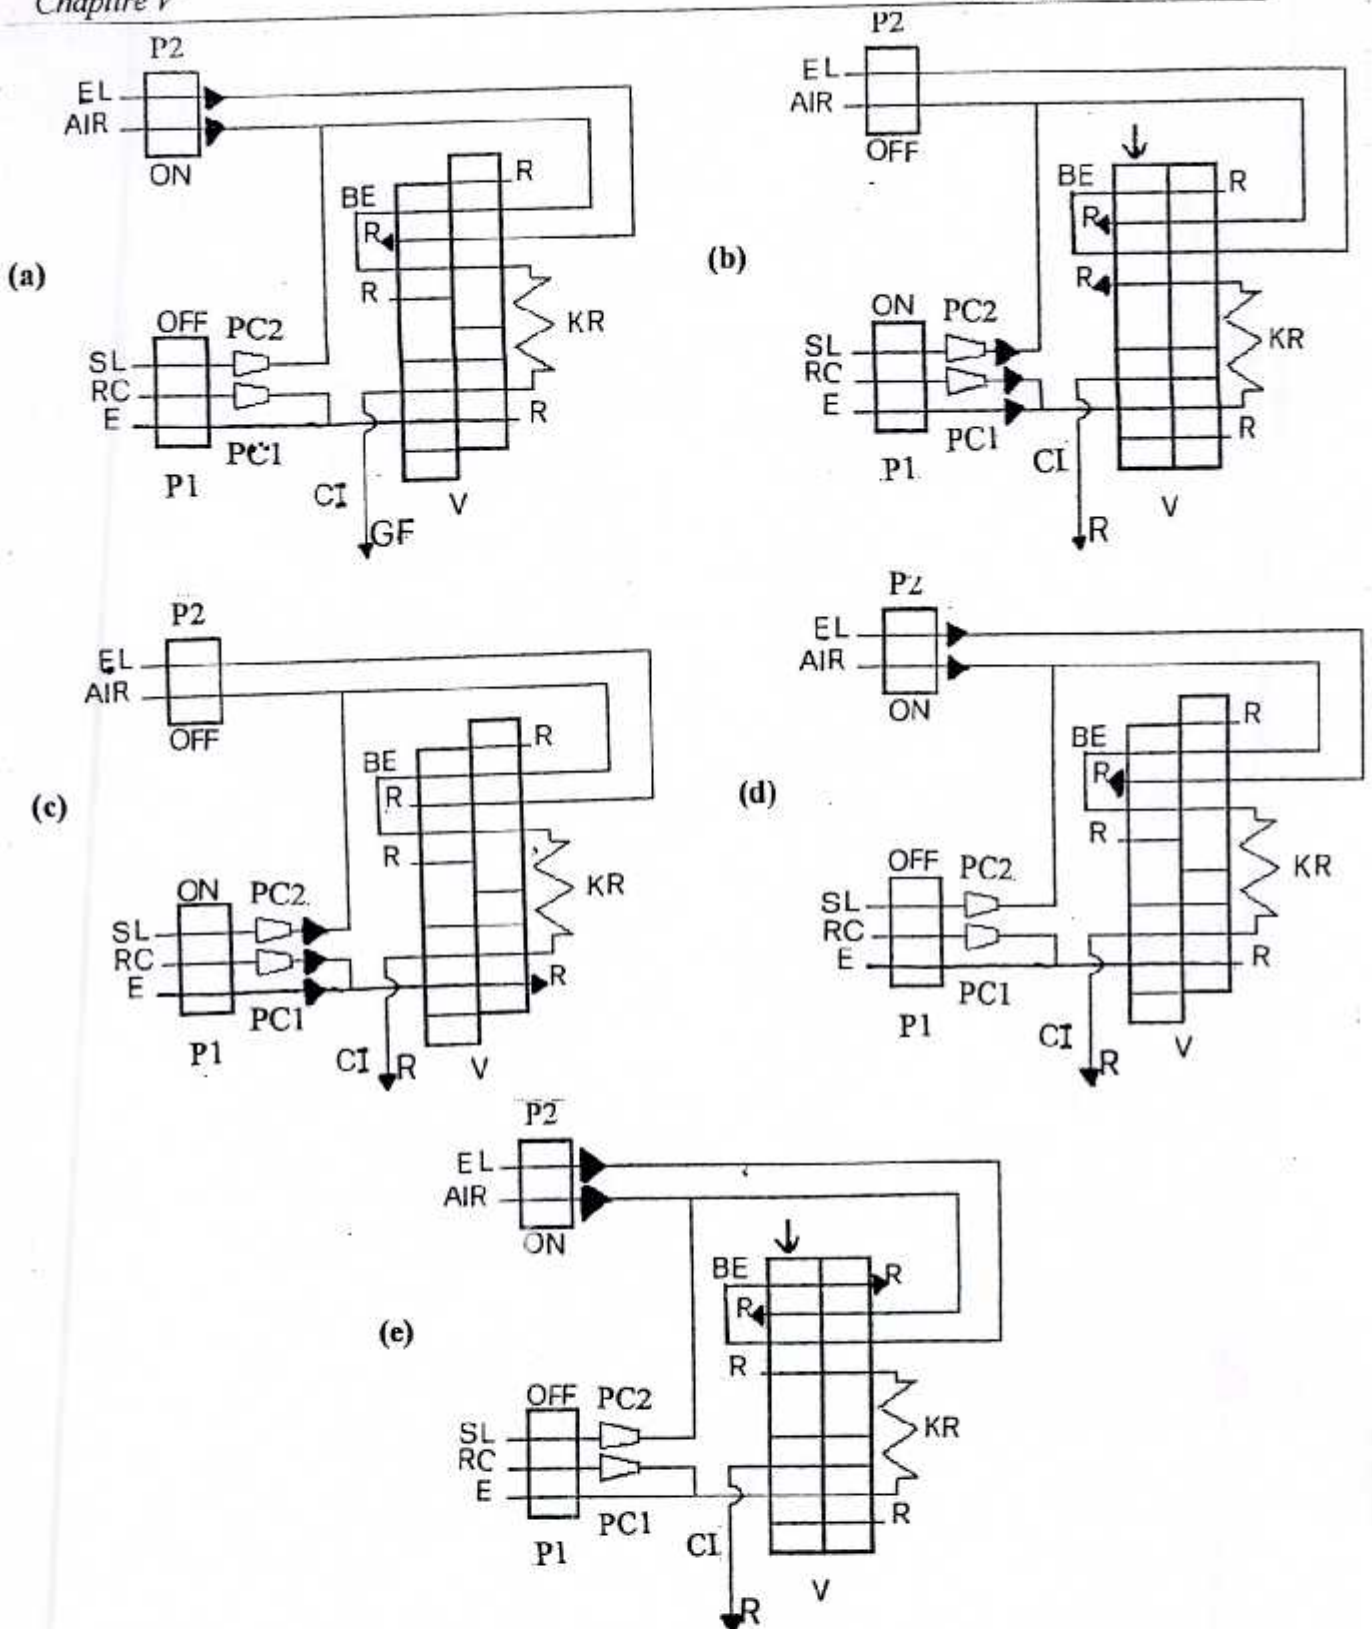 Chapitre V
P2
EL
AIR
ON
R
BE
R
R
KR
(a)
OFF
PC2
SL
RC
E
PC1
P1
CI
V
GF
R
P2
EL
AIR
OFF
BE
R
R
R
KR
(b)
ON
PC2
SL
RC
E
PC1
P1
CI
R
V
R
P2
EL
AIR
OFF
R
BE
R
R
KR
(c)
ON
PC2
SL
RC
E
PC1
P1
CI
R
V
R
P2
EL
AIR
ON
R
BE
R
R
KR
(d)
OFF
PC2
SL
RC
E
PC1
P1
CI
R
V
R
P2
EL
AIR
ON
BE
R
R
R
KR
(e)
OFF
PC2
SL
RC
E
PC1
P1
CI
R
V
R